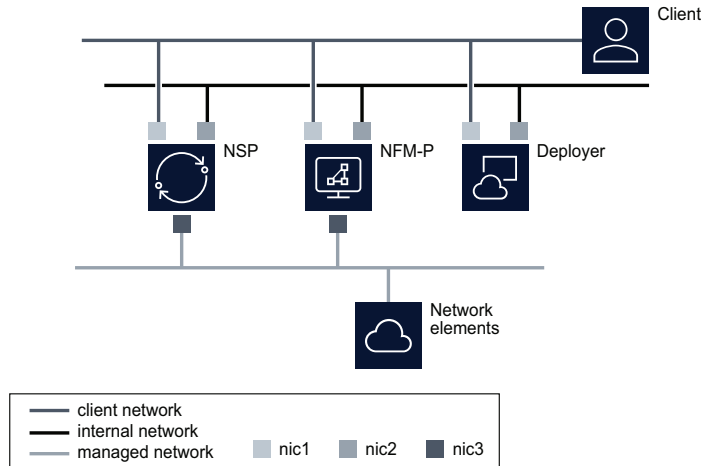 Client
NSP
NFM-P
Deployer
Network
elements
client network
internal network
managed network
nic1
nic2
nic3